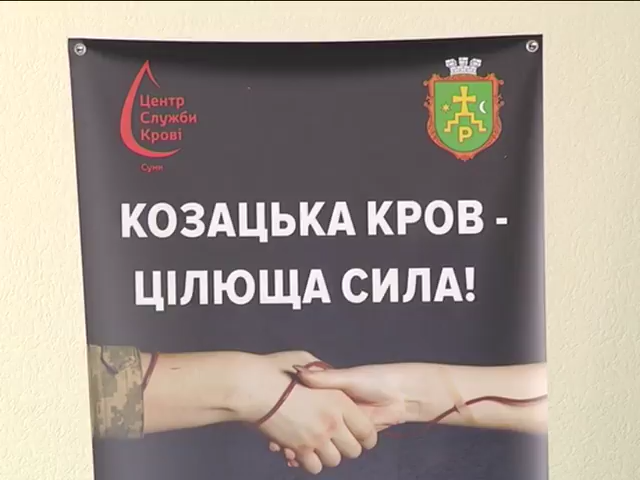 Центр
Служби
Крові
Суми
Р
КОЗАЦЬКА КРОВ -
ЦІЛЮЩА СИЛА!